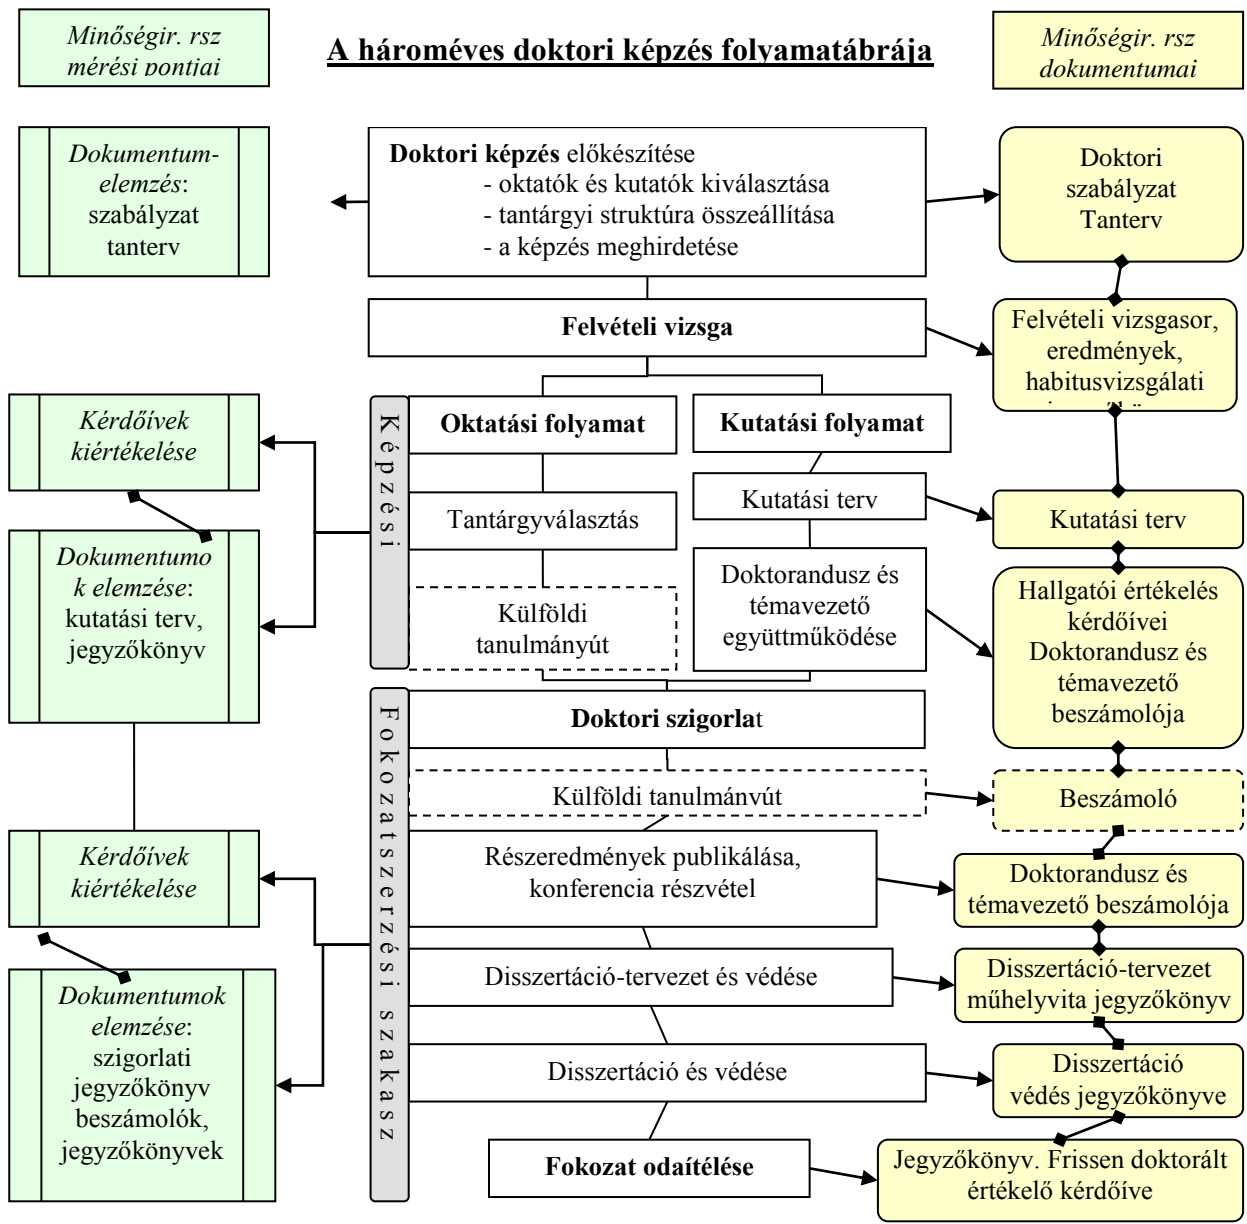 Minőségir. rsz
mérési pontjai
A hároméves doktori képzés folyamatábrája
Minőségir. rsz
dokumentumai
Dokumentum-
elemzés:
szabályzat
tanterv
Doktori képzés előkészítése
- oktatók és kutatók kiválasztása
- tantárgyi struktúra összeállítása
- a képzés meghirdetése
Doktori
szabályzat
Tanterv
Felvételi vizsga
Felvételi vizsgasor,
eredmények,
habitusvizsgálati
Képzési
Oktatási folyamat
Kutatási folyamat
Kérdőívek
kiértékelése
Tantárgyválasztás
Kutatási terv
Kutatási terv
Dokumentumo
k elemzése:
kutatási terv,
jegyzőkönyv
Külföldi
tanulmányút
Doktorandusz és
témavezető
együttműködése
Hallgatói értékelés
kérdőívei
Doktorandusz és
témavezető
beszámolója
Fokozatszerzési szakasz
Doktori szigorlat
Külföldi tanulmányút
Beszámoló
Kérdőívek
kiértékelése
Részeredmények publikálása,
konferencia részvétel
Doktorandusz és
témavezető beszámolója
Disszertáció-tervezet és védése
Disszertáció-tervezet
műhelyvita jegyzőkönyv
Dokumentumok
elemzése:
szigorlati
jegyzőkönyv
beszámolók,
jegyzőkönyvek
Disszertáció és védése
Disszertáció
védés jegyzőkönyve
Fokozat odaítélése
Jegyzőkönyv. Frissen doktorált
értékelő kérdőíve